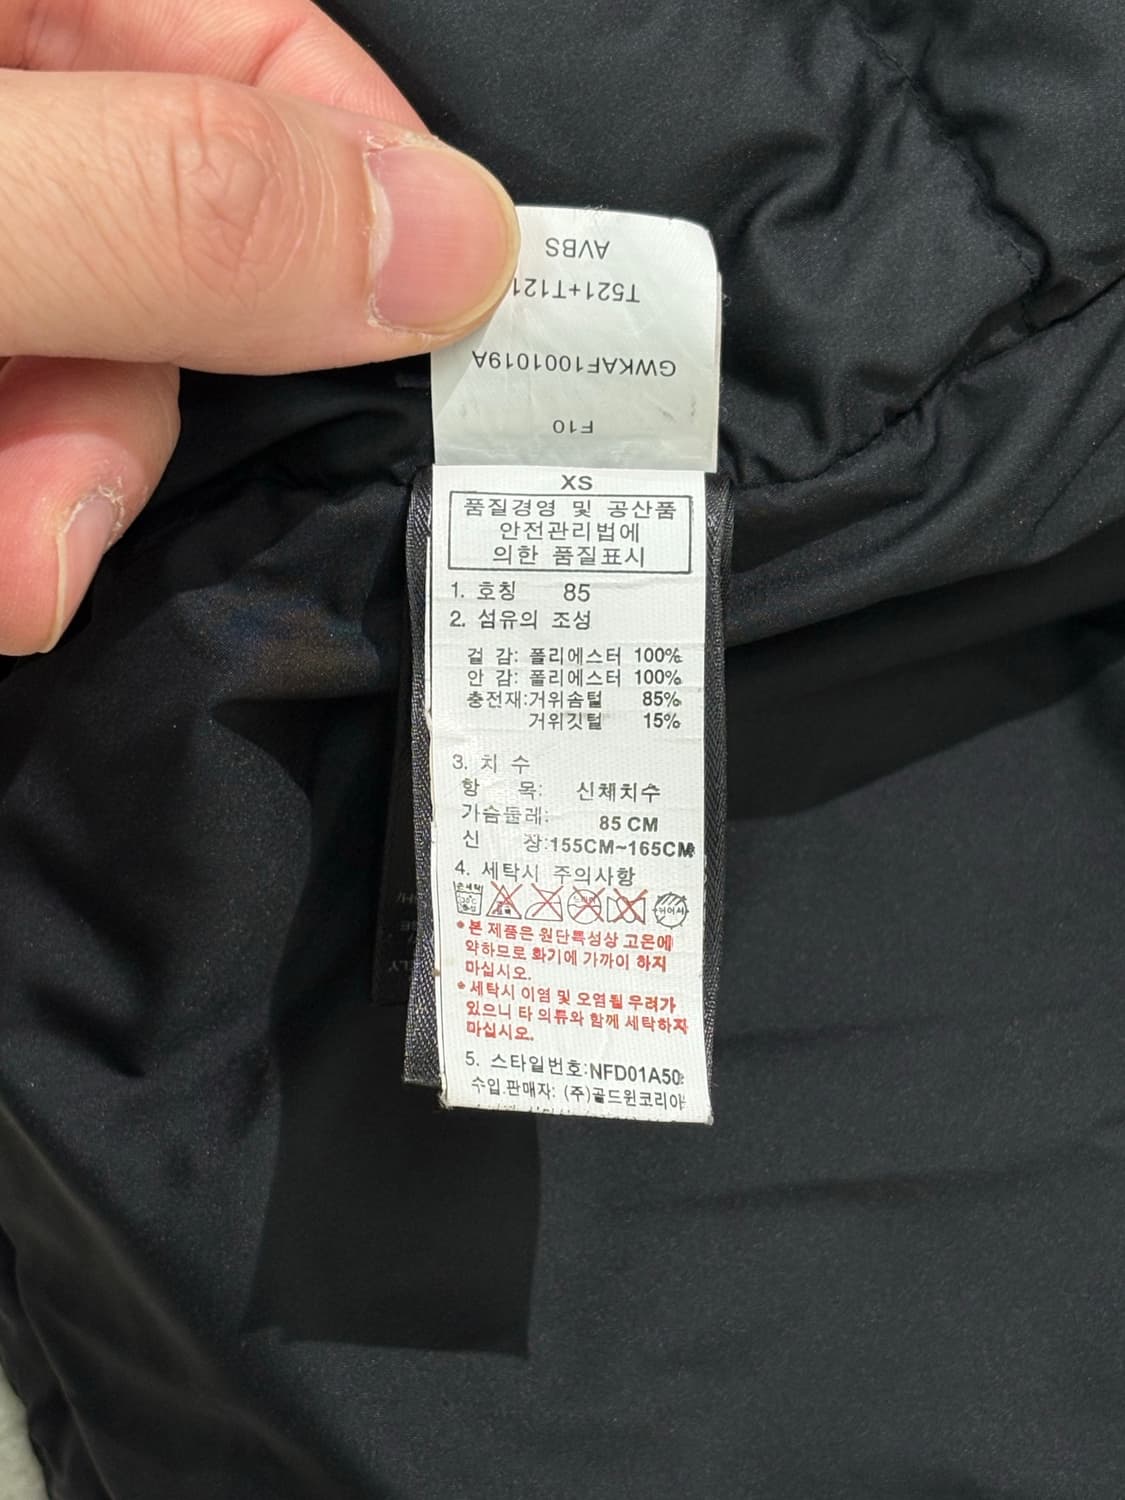 AVBS
T521+T121
GWKAF1001019A
F10
XS
품질경영 및 공산품
안전관리법에
의한 품질표시
1. 호칭 85
2. 섬유의 조성
겉 감: 폴리에스터 100%
안 감: 폴리에스터 100%
충전재:거위솜털 85%
거위깃털 15%
3. 치 수
항 목: 신체치수
가슴둘레: 85 CM
신 장:155CM~165CM
4. 세탁시 주의사항
*본 제품은 원단특성상 고온에
약하므로 화기에 가까이 하지
마십시오.
*세탁시 이염 및 오염될 우려가
있으니 타 의류와 함께 세탁하지
마십시오.
5. 스타일번호:NFD01A50
수입.판매자: (주)골드윈코리아